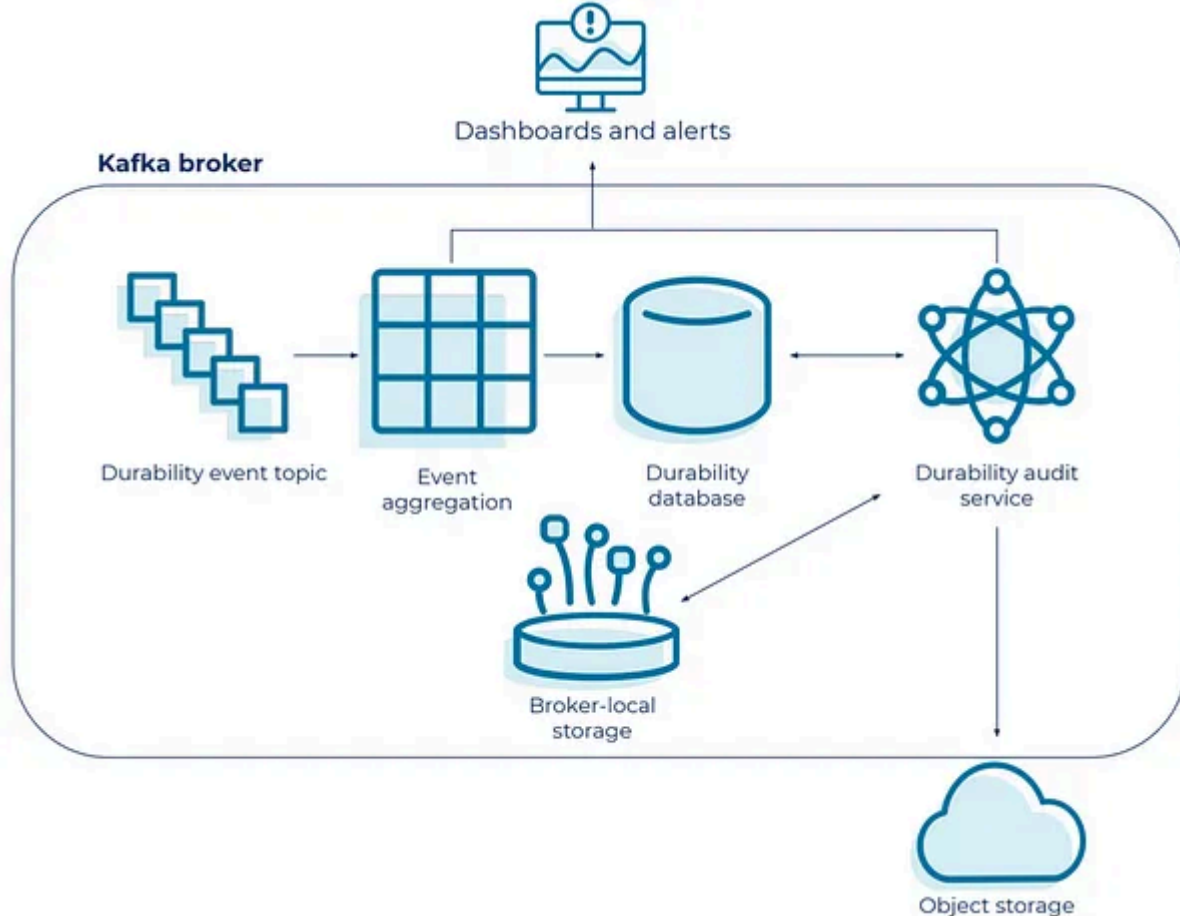 Dashboards and alerts
Kafka broker
Durability event topic
Event
aggregation
Durability
database
Durability audit
service
Broker-local
storage
Object storage